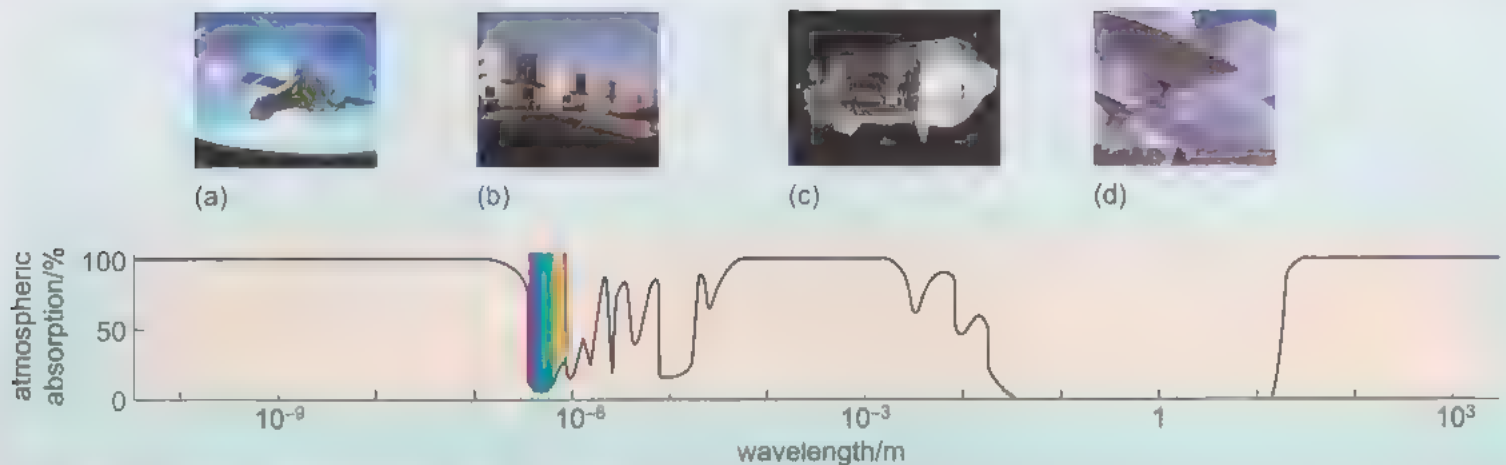 (a) (b) (c) (d)
atmospheric
absorption/%
100
50
0
10⁻⁹ 10⁻⁶ 10⁻³ 1 10³
wavelength/m